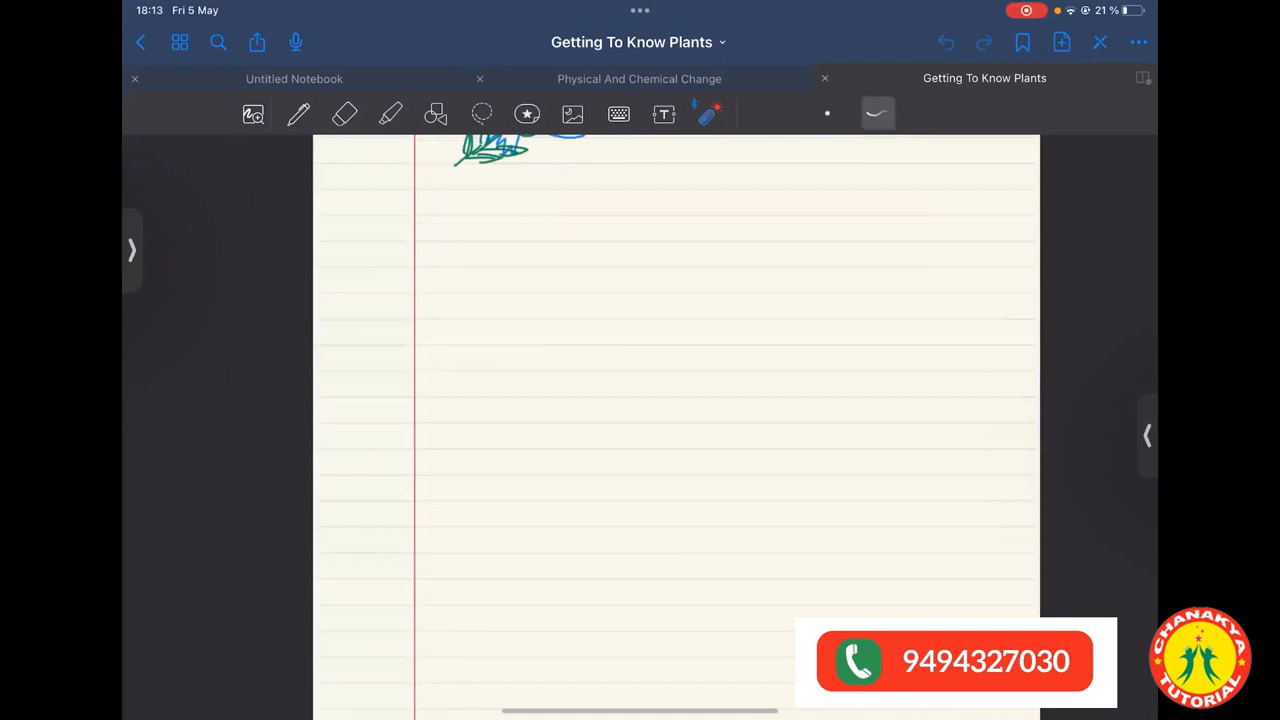 18:13 Fri 5 May
21 %
Getting To Know Plants
Untitled Notebook
Physical And Chemical Change
Getting To Know Plants
T
9494327030
CHANAKYA
TUTORIAL